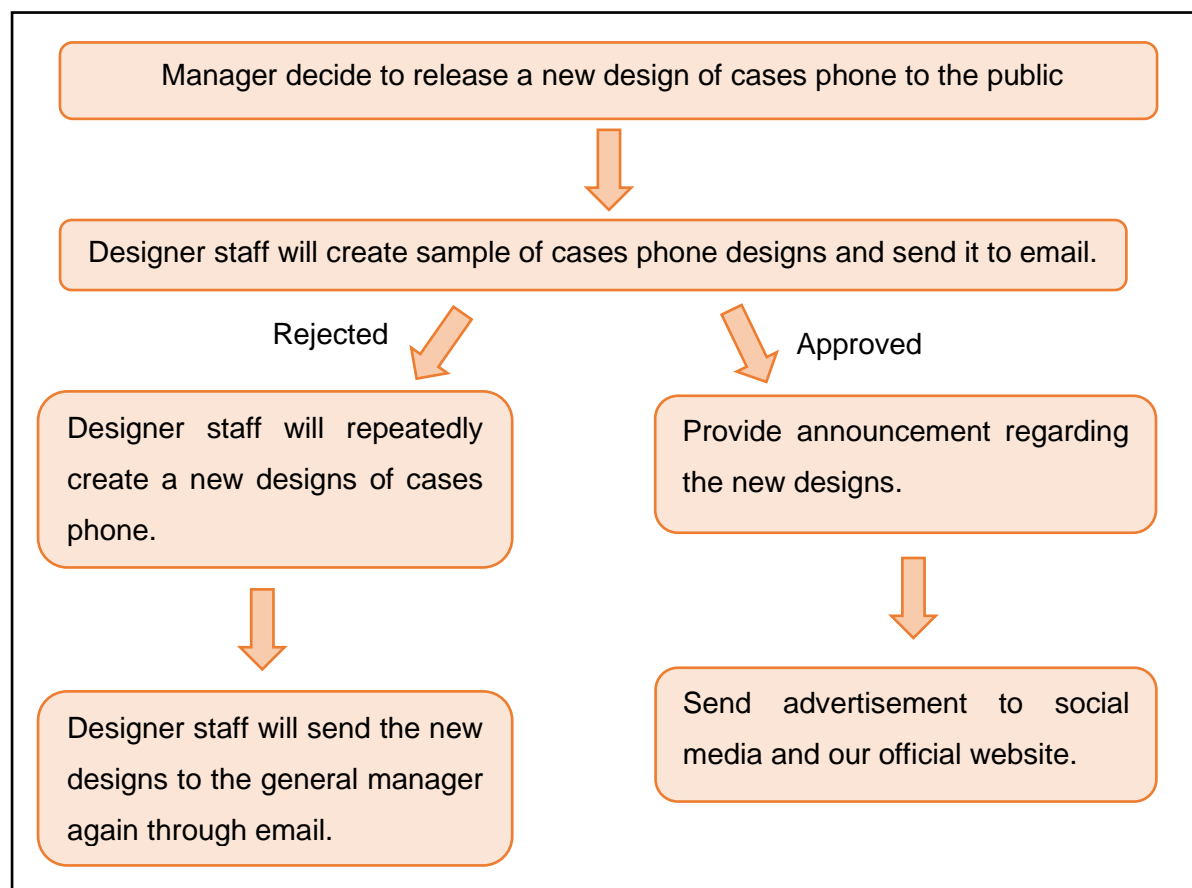 Manager decide to release a new design of cases phone to the public
Designer staff will create sample of cases phone designs and send it to email.
Rejected
Approved
Designer staff will repeatedly
create a new designs of cases
phone.
Provide announcement regarding
the new designs.
Designer staff will send the new
designs to the general manager
again through email.
Send advertisement to social
media and our official website.